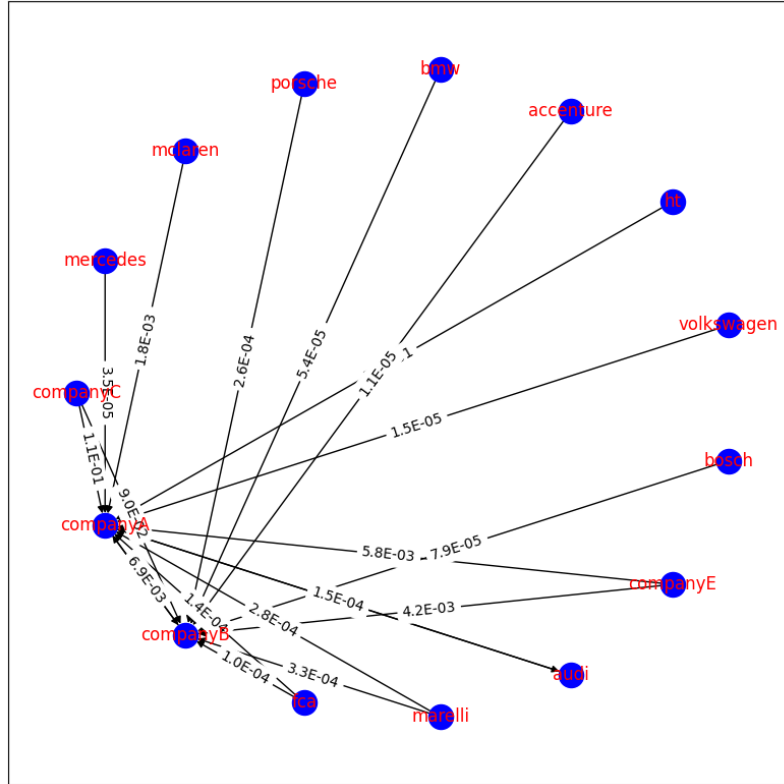 bmw
porsche
accenture
mclaren
ht
mercedes
volkswagen
1.8E-03
2.6E-04
5.4E-05
1.1E-05
3.5E-05
companyC
1.5E-05
1.1E-01
bosch
9.0E-02
companyA
5.8E-03
7.9E-05
6.9E-03
companyE
1.5E-04
1.4E-04
2.8E-04
4.2E-03
companyB
1.0E-04
3.3E-04
audi
fca
marelli